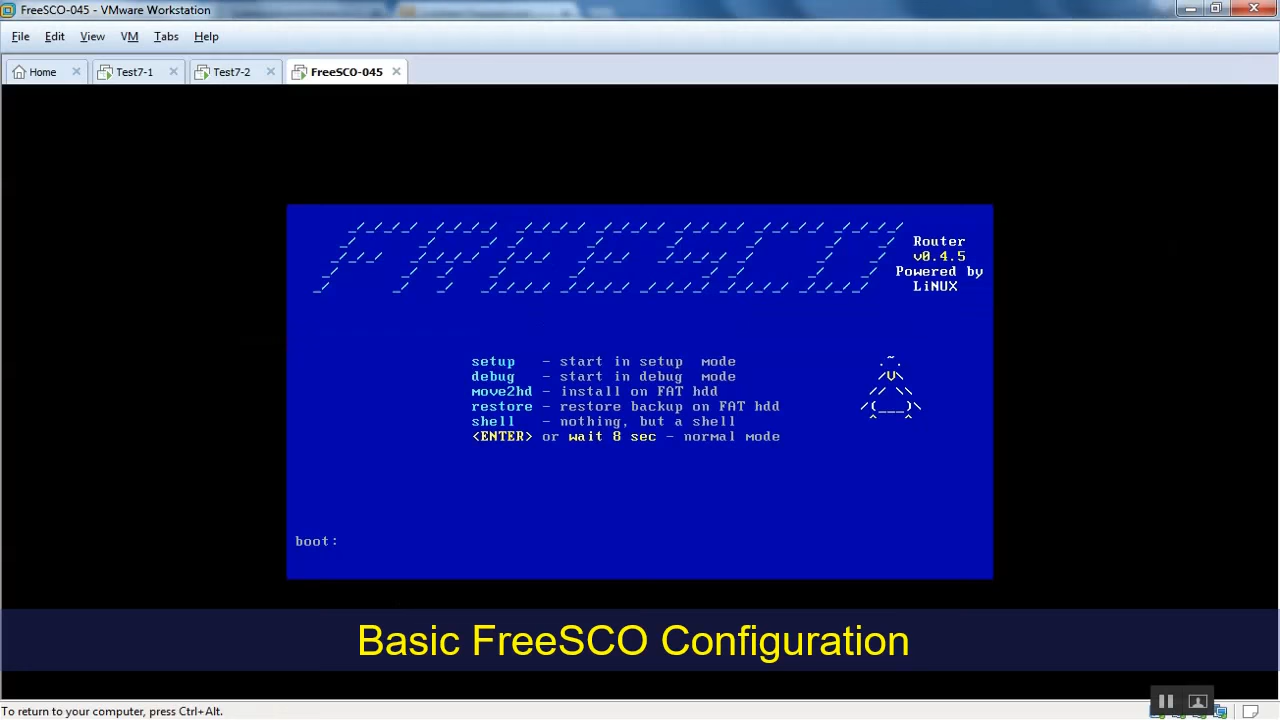 FreeSCO-045 - VMware Workstation
File Edit View VM Tabs Help
Home Test7-1 Test7-2 FreeSCO-045
FREESCO
Router
v0.4.5
Powered by
LiNUX
setup - start in setup mode
debug - start in debug mode
move2hd - install on FAT hdd
restore - restore backup on FAT hdd
shell - nothing, but a shell
<ENTER> or wait 8 sec - normal mode
boot:
Basic FreeSCO Configuration
To return to your computer, press Ctrl+Alt.